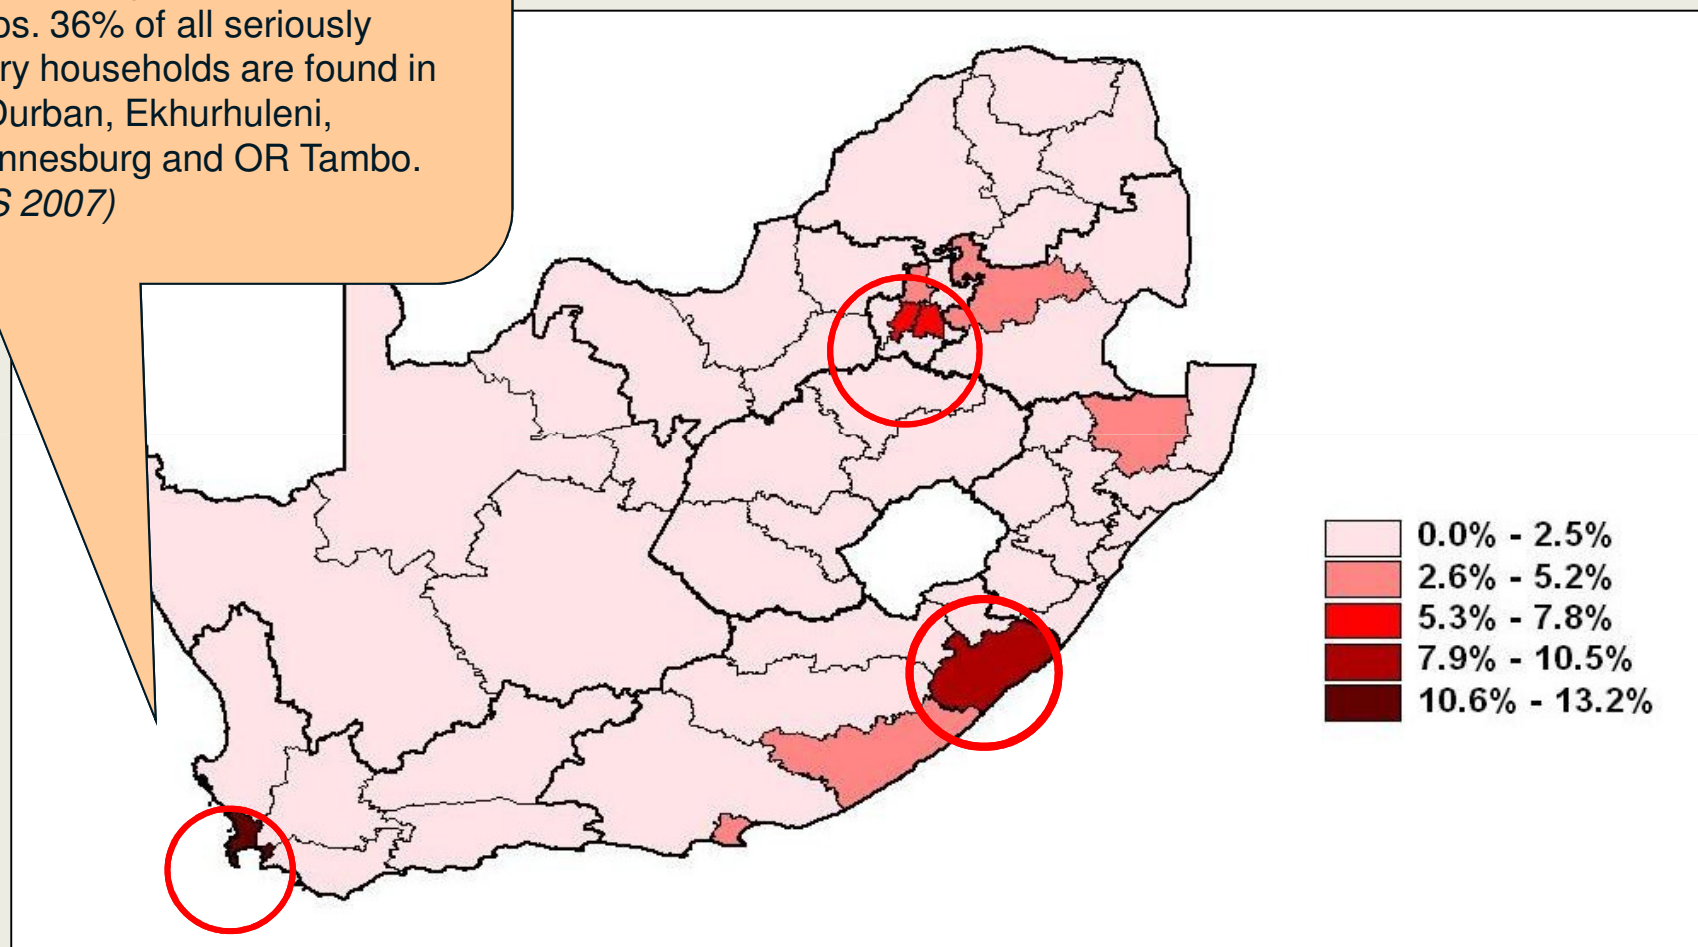 os. 36% of all seriously
ry households are found in
Durban, Ekhurhuleni,
nnesburg and OR Tambo.
S 2007)
0.0% - 2.5%
2.6% - 5.2%
5.3% - 7.8%
7.9% - 10.5%
10.6% - 13.2%